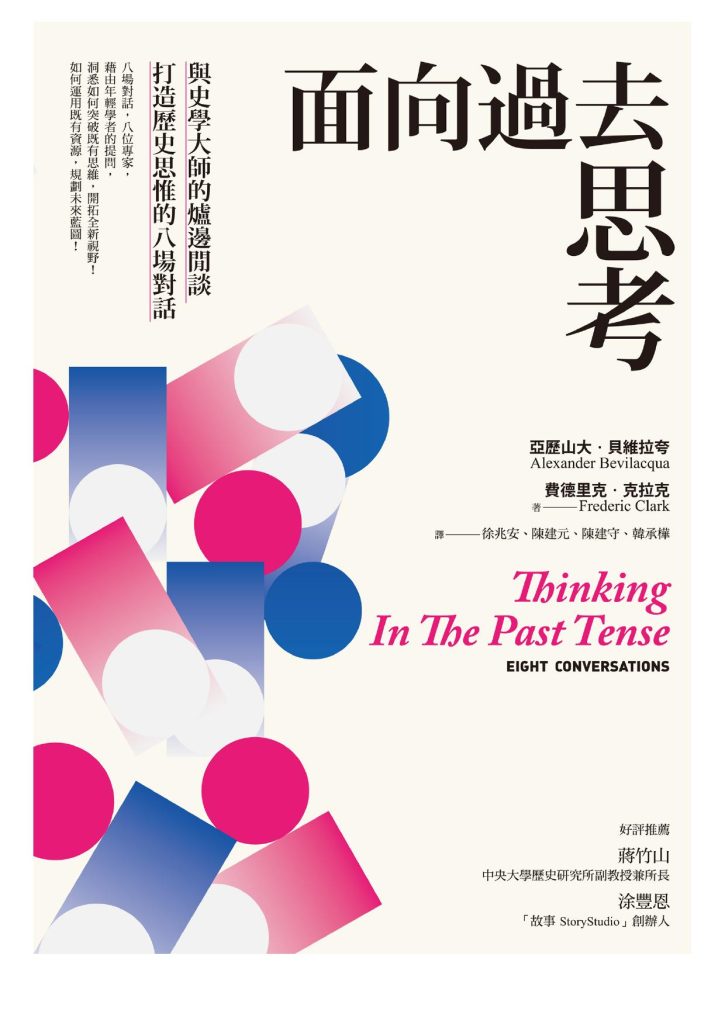 面向過去
思考
與史學大師的爐邊閒談
打造歷史思惟的八場對話
八場對話，八位專家，
藉由年輕學者的提問，
洞悉如何突破既有思維，開拓全新視野！
如何運用既有資源，規劃未來藍圖！
亞歷山大．貝維拉夸
Alexander Bevilacqua
費德里克．克拉克
著——Frederic Clark
譯——徐兆安、陳建元、陳建守、韓承樺
Thinking
In The Past Tense
EIGHT CONVERSATIONS
好評推薦
蔣竹山
中央大學歷史研究所副教授兼所長
涂豐恩
「故事 StoryStudio」創辦人